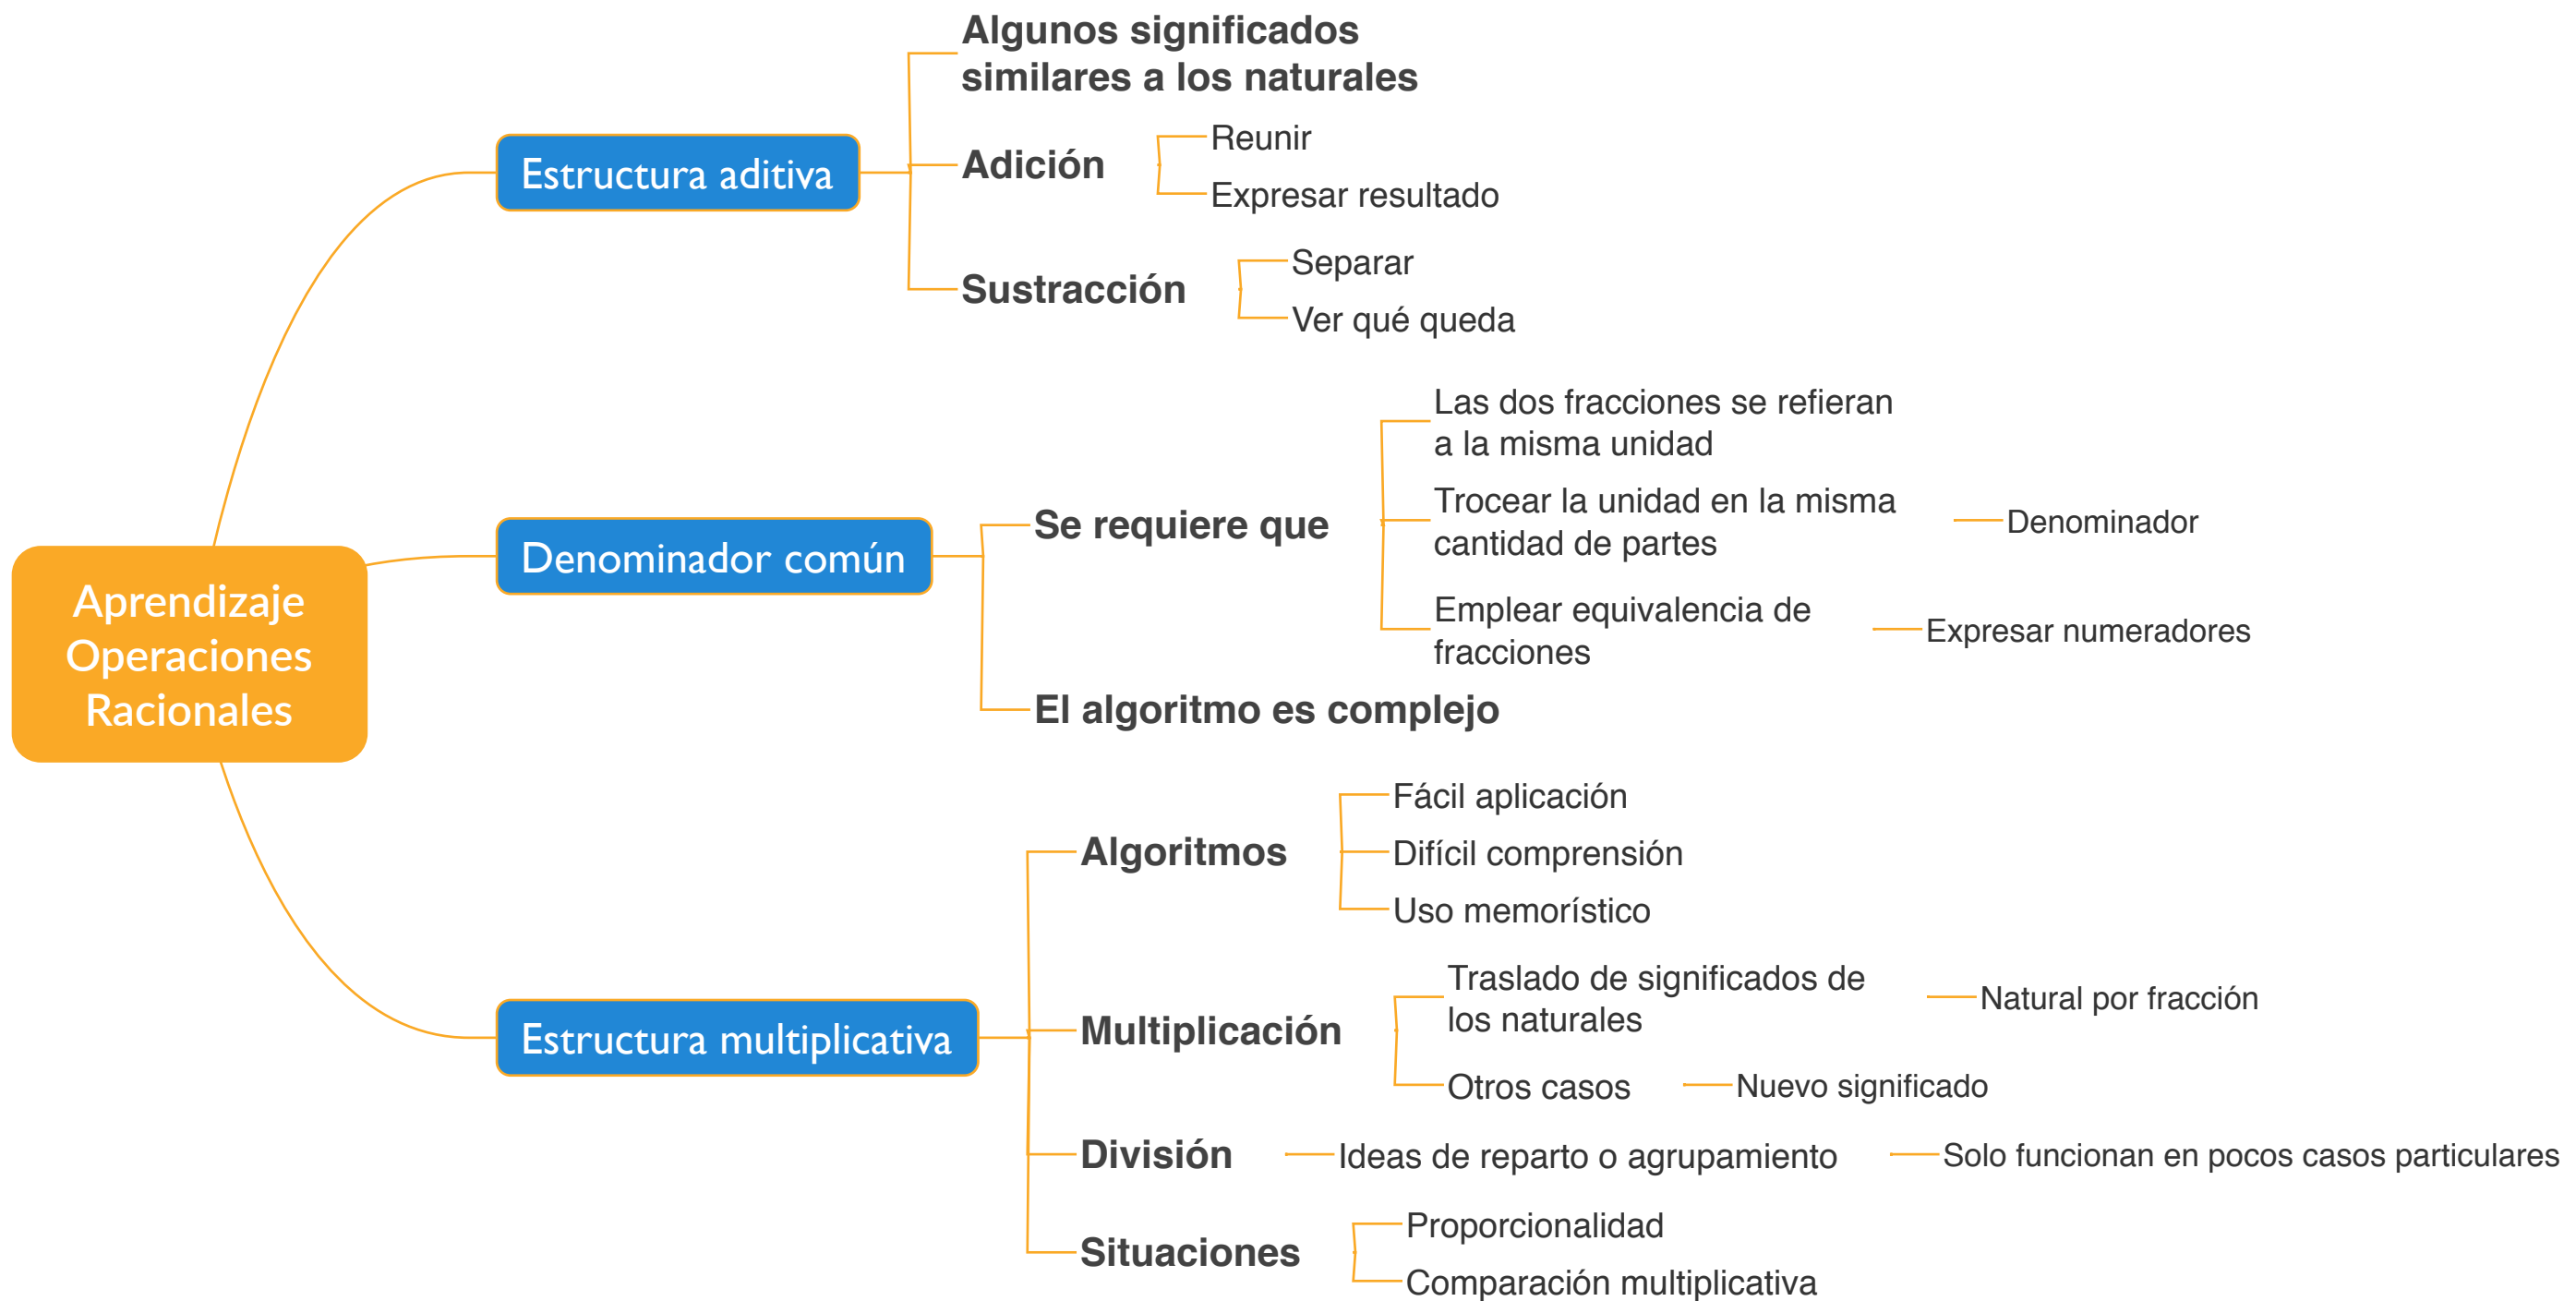 Aprendizaje
Operaciones
Racionales
Estructura aditiva
Algunos significados
similares a los naturales
Adición
Reunir
Expresar resultado
Sustracción
Separar
Ver qué queda
Denominador común
Se requiere que
Las dos fracciones se refieran
a la misma unidad
Trocear la unidad en la misma
cantidad de partes
Denominador
Emplear equivalencia de
fracciones
Expresar numeradores
El algoritmo es complejo
Estructura multiplicativa
Algoritmos
Fácil aplicación
Difícil comprensión
Uso memorístico
Multiplicación
Traslado de significados de
los naturales
Natural por fracción
Otros casos
Nuevo significado
División
Ideas de reparto o agrupamiento
Solo funcionan en pocos casos particulares
Situaciones
Proporcionalidad
Comparación multiplicativa